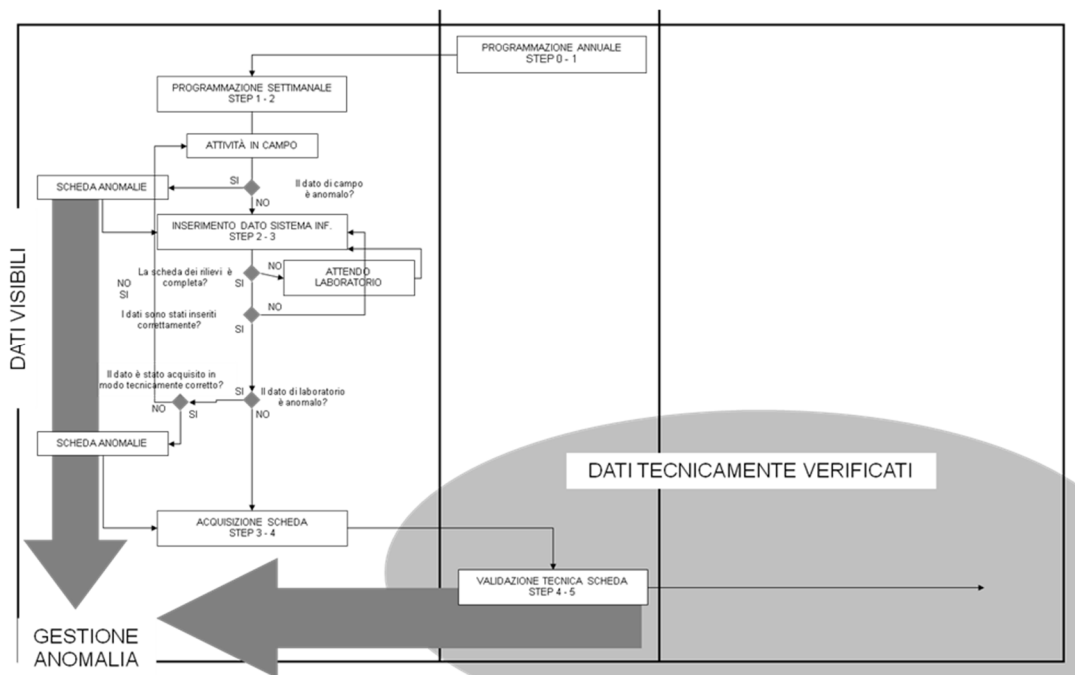 PROGRAMMAZIONE ANNUALE
STEP 0 - 1
PROGRAMMAZIONE SETTIMANALE
STEP 1 - 2
ATTIVITÀ IN CAMPO
SCHEDA ANOMALIE
SI
Il dato di campo
è anomalo?
NO
INSERIMENTO DATO SISTEMA INF.
STEP 2 - 3
La scheda dei rilievi è
completa?
NO
SI
ATTENDO
LABORATORIO
NO
SI
I dati sono stati inseriti
correttamente?
NO
SI
DATI VISIBILI
Il dato è stato acquisito in
modo tecnicamente corretto?
NO
SI
SI
Il dato di laboratorio
è anomalo?
NO
SCHEDA ANOMALIE
DATI TECNICAMENTE VERIFICATI
ACQUISIZIONE SCHEDA
STEP 3 - 4
VALIDAZIONE TECNICA SCHEDA
STEP 4 - 5
GESTIONE
ANOMALIA